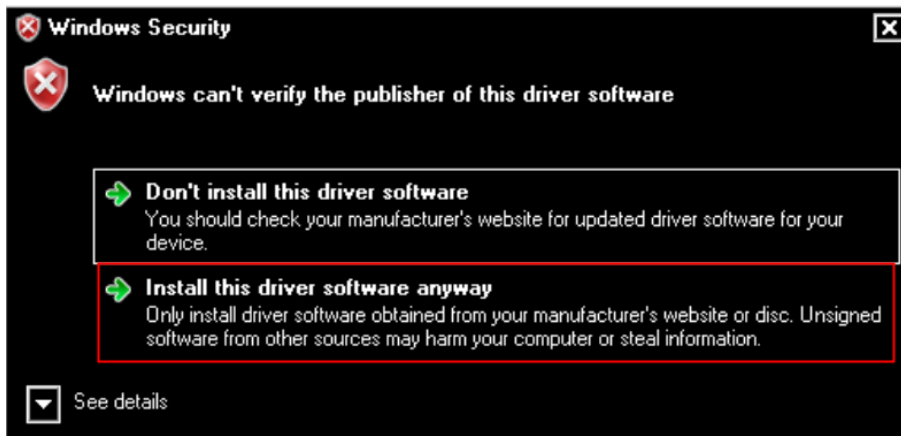 Windows Security
Windows can't verify the publisher of this driver software
Don't install this driver software
You should check your manufacturer's website for updated driver software for your
device.
Install this driver software anyway
Only install driver software obtained from your manufacturer's website or disc. Unsigned
software from other sources may harm your computer or steal information.
See details